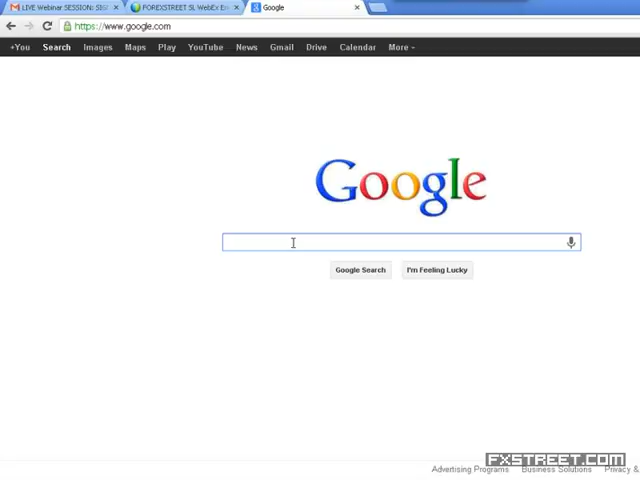 LIVE Webinar SESSION:
FOREXSTREET SL WebEx
Google
https://www.google.com
+You Search Images Maps Play YouTube News Gmail Drive Calendar More
Google
Google Search I'm Feeling Lucky
FXSTREET.COM
Advertising Programs Business Solutions Privacy &